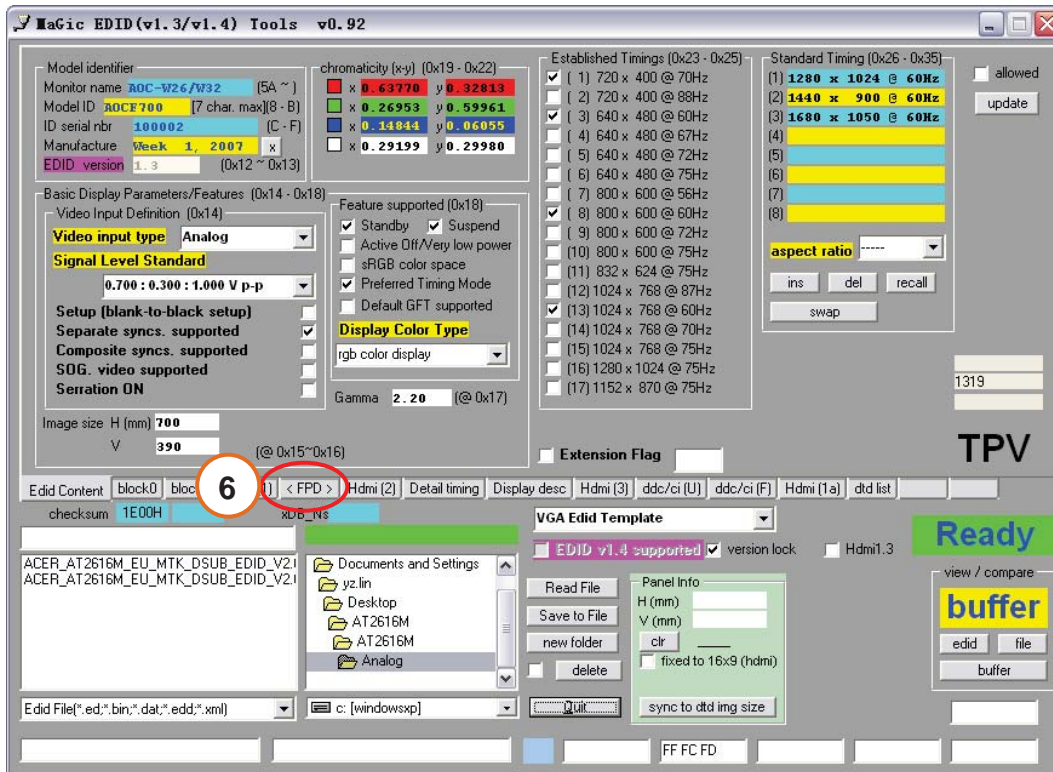 MaGic EDID(v1.3/v1.4) Tools v0.92
Model identifier
Monitor name AOC-W26/W32 (5A ~ )
Model ID AOCF700 [7 char. max](8 - B)
ID serial nbr 100002 (C - F)
Manufacture Week 1, 2007 x
EDID version 1.3 (0x12 ~ 0x13)
chromaticity (x-y) (0x19 - 0x22)
x 0.63770 y 0.32813
x 0.26953 y 0.59961
x 0.14844 y 0.06055
x 0.29199 y 0.29980
Basic Display Parameters/Features (0x14 - 0x18)
Video Input Definition (0x14)
Video input type Analog
Signal Level Standard
0.700 : 0.300 : 1.000 V p-p
Setup (blank-to-black setup)
Separate syncs. supported
Composite syncs. supported
SOG. video supported
Serration ON
Image size H (mm) 700
V 390 (@ 0x15~0x16)
Feature supported (0x18)
Standby Suspend
Active Off/Very low power
sRGB color space
Preferred Timing Mode
Default GFT supported
Display Color Type
rgb color display
Gamma 2.20 (@ 0x17)
Established Timings (0x23 - 0x25)
( 1) 720 x 400 @ 70Hz
( 2) 720 x 400 @ 88Hz
( 3) 640 x 480 @ 60Hz
( 4) 640 x 480 @ 67Hz
( 5) 640 x 480 @ 72Hz
( 6) 640 x 480 @ 75Hz
( 7) 800 x 600 @ 56Hz
( 8) 800 x 600 @ 60Hz
( 9) 800 x 600 @ 72Hz
(10) 800 x 600 @ 75Hz
(11) 832 x 624 @ 75Hz
(12) 1024 x 768 @ 87Hz
(13) 1024 x 768 @ 60Hz
(14) 1024 x 768 @ 70Hz
(15) 1024 x 768 @ 75Hz
(16) 1280 x 1024 @ 75Hz
(17) 1152 x 870 @ 75Hz
Extension Flag
Standard Timing (0x26 - 0x35)
(1) 1280 x 1024 @ 60Hz
(2) 1440 x 900 @ 60Hz
(3) 1680 x 1050 @ 60Hz
(4)
(5)
(6)
(7)
(8)
aspect ratio -----
ins del recall
swap
allowed
update
1319
TPV
6
Edid Content block0 bloc 1) < FPD > Hdmi (2) Detail timing Display desc Hdmi (3) ddc/ci (U) ddc/ci (F) Hdmi (1a) dtd list
checksum 1E00H xDB_Ns
ACER_AT2616M_EU_MTK_DSUB_EDID_V2.
ACER_AT2616M_EU_MTK_DSUB_EDID_V2.
Edid File(*.ed;*.bin;*.dat;*.edd;*.xml)
Documents and Settings
yz.lin
Desktop
AT2616M
AT2616M
Analog
c: [windowsxp]
VGA Edid Template
EDID v1.4 supported version lock Hdmi1.3
Read File
Save to File
new folder
delete
Quit
Panel Info
H (mm)
V (mm)
clr
fixed to 16x9 (hdmi)
sync to dtd img size
Ready
view / compare
buffer
edid file
buffer
FF FC FD